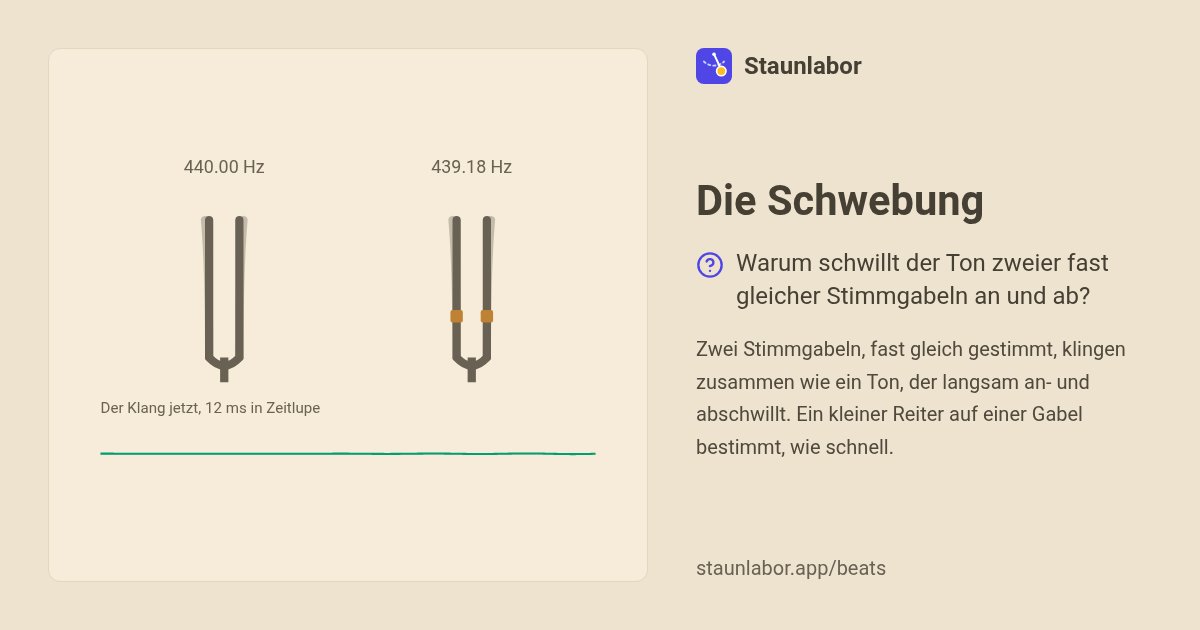 440.00 Hz
439.18 Hz
Der Klang jetzt, 12 ms in Zeitlupe
Staunlabor
Die Schwebung
Warum schwillt der Ton zweier fast
gleicher Stimmgabeln an und ab?
Zwei Stimmgabeln, fast gleich gestimmt, klingen
zusammen wie ein Ton, der langsam an- und
abschwillt. Ein kleiner Reiter auf einer Gabel
bestimmt, wie schnell.
staunlabor.app/beats